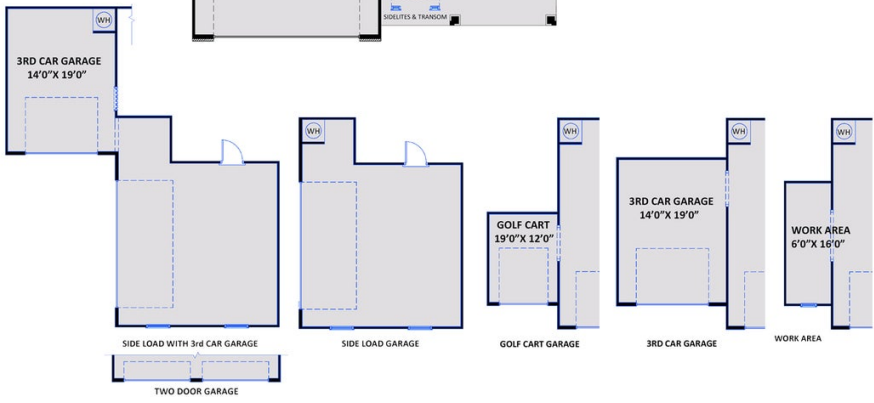 SIDELITES & TRANSOM
WH
3RD CAR GARAGE
14'0"X 19'0"
WH
WH
GOLF CART
19'0"X 12'0"
WH
3RD CAR GARAGE
14'0"X 19'0"
WH
WORK AREA
6'0"X 16'0"
SIDE LOAD WITH 3rd CAR GARAGE
SIDE LOAD GARAGE
GOLF CART GARAGE
3RD CAR GARAGE
WORK AREA
TWO DOOR GARAGE